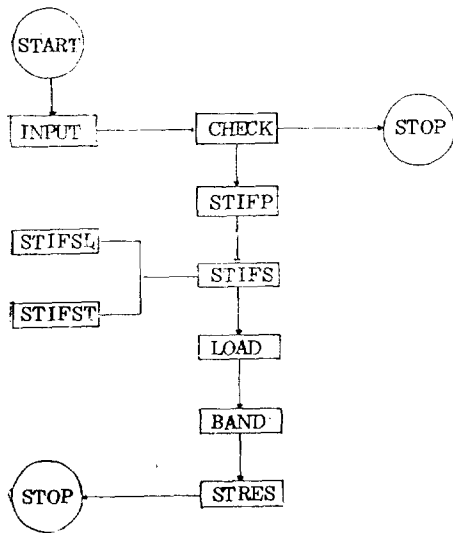 START
INPUT
CHECK
STOP
STIFP
STIFSL
STIFS
STIFST
LOAD
BAND
STOP
STRES